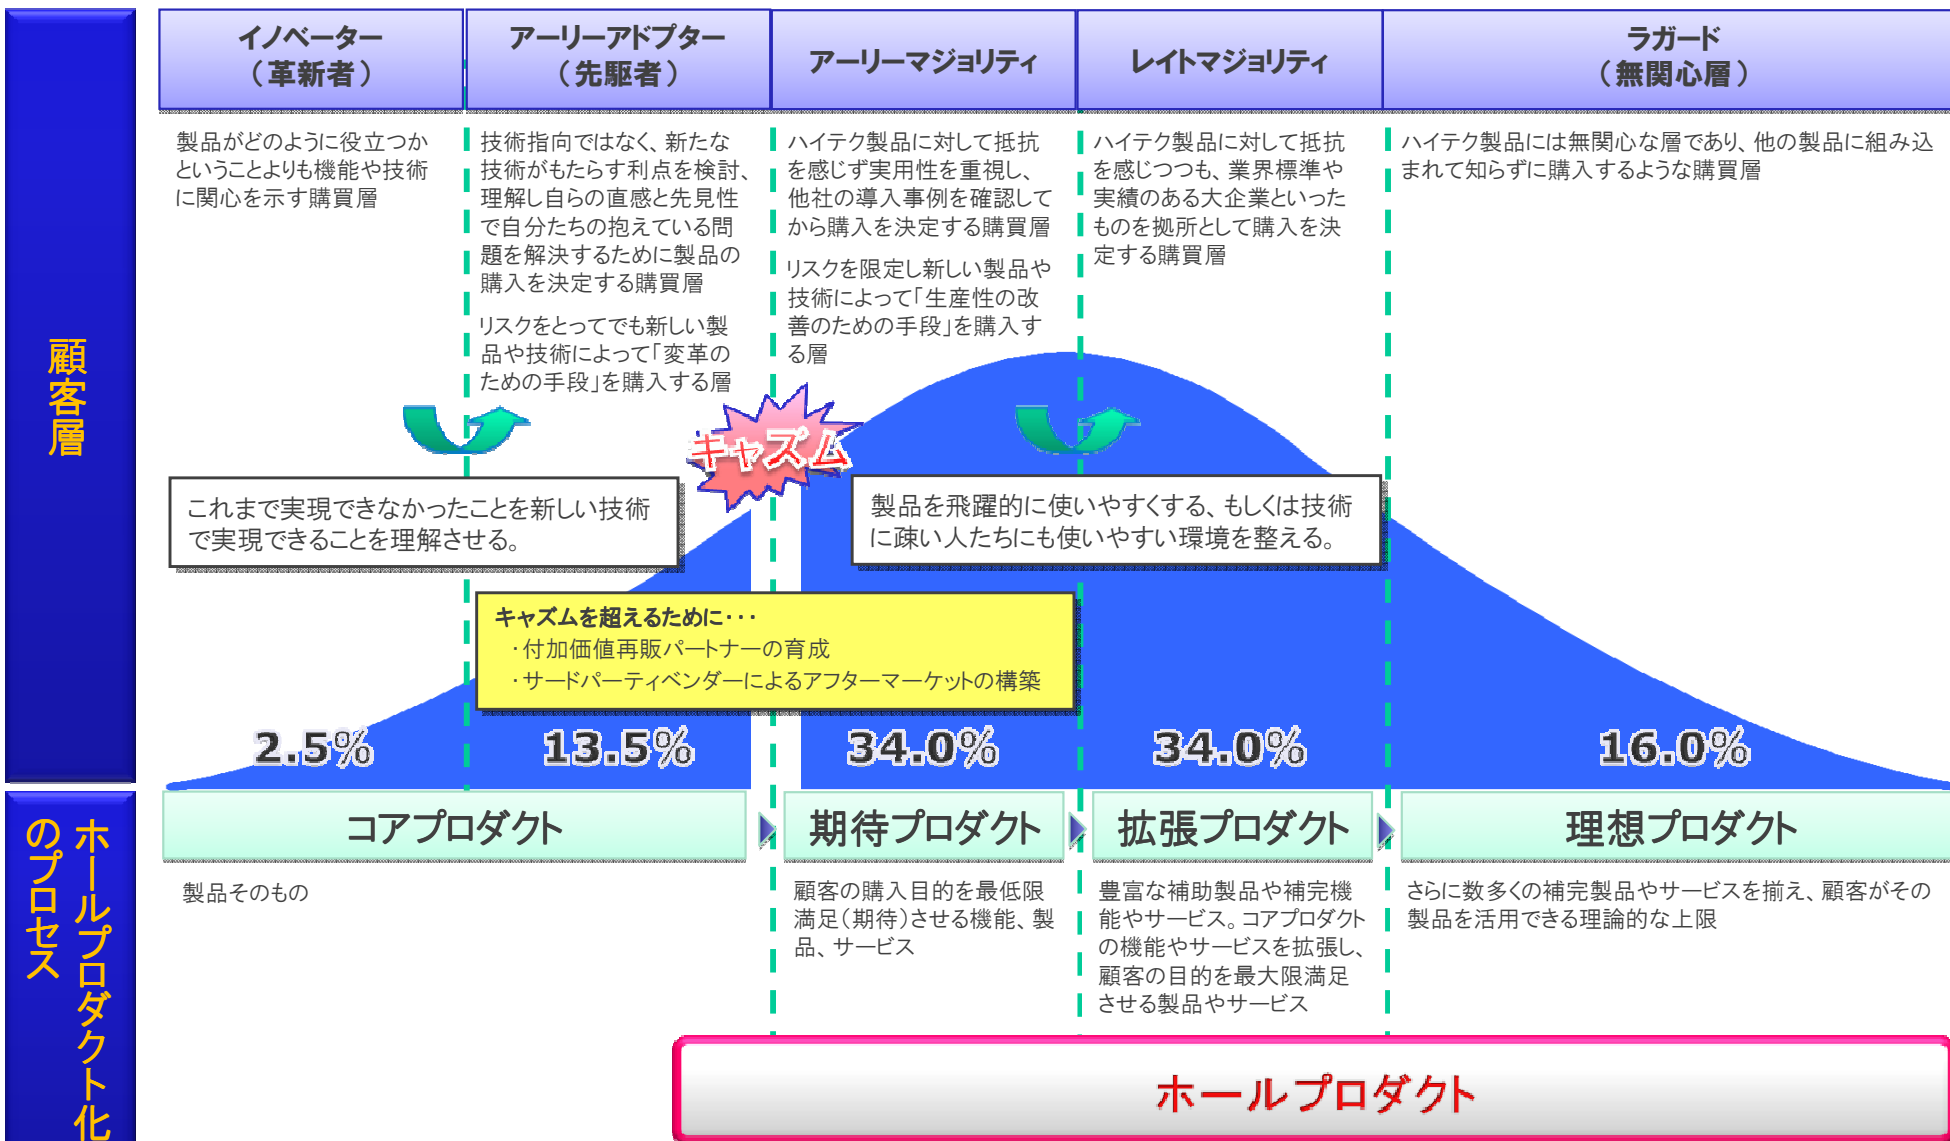 顧客層
イノベーター
（革新者）
アーリーアドプター
（先駆者）
アーリーマジョリティ
レイトマジョリティ
ラガード
（無関心層）
製品がどのように役立つか
ということよりも機能や技術
に関心を示す購買層
技術指向ではなく、新たな
技術がもたらす利点を検討、
理解し自らの直感と先見性
で自分たちの抱えている問
題を解決するために製品の
購入を決定する購買層
リスクをとってでも新しい製
品や技術によって「変革の
ための手段」を購入する層
ハイテク製品に対して抵抗
を感じず実用性を重視し、
他社の導入事例を確認して
から購入を決定する購買層
リスクを限定し新しい製品や
技術によって「生産性の改
善のための手段」を購入す
る層
ハイテク製品に対して抵抗
を感じつつも、業界標準や
実績のある大企業といった
ものを拠所として購入を決
定する購買層
ハイテク製品には無関心な層であり、他の製品に組み込
まれて知らずに購入するような購買層
キャズム
これまで実現できなかったことを新しい技術
で実現できることを理解させる。
製品を飛躍的に使いやすくする、もしくは技術
に疎い人たちにも使いやすい環境を整える。
キャズムを超えるために・・・
・付加価値再販パートナーの育成
・サードパーティベンダーによるアフターマーケットの構築
2.5%
13.5%
34.0%
34.0%
16.0%
ホールプロダクト化
のプロセス
コアプロダクト
期待プロダクト
拡張プロダクト
理想プロダクト
製品そのもの
顧客の購入目的を最低限
満足（期待）させる機能、製
品、サービス
豊富な補助製品や補完機
能やサービス。コアプロダクト
の機能やサービスを拡張し、
顧客の目的を最大限満足
させる製品やサービス
さらに数多くの補完製品やサービスを揃え、顧客がその
製品を活用できる理論的な上限
ホールプロダクト